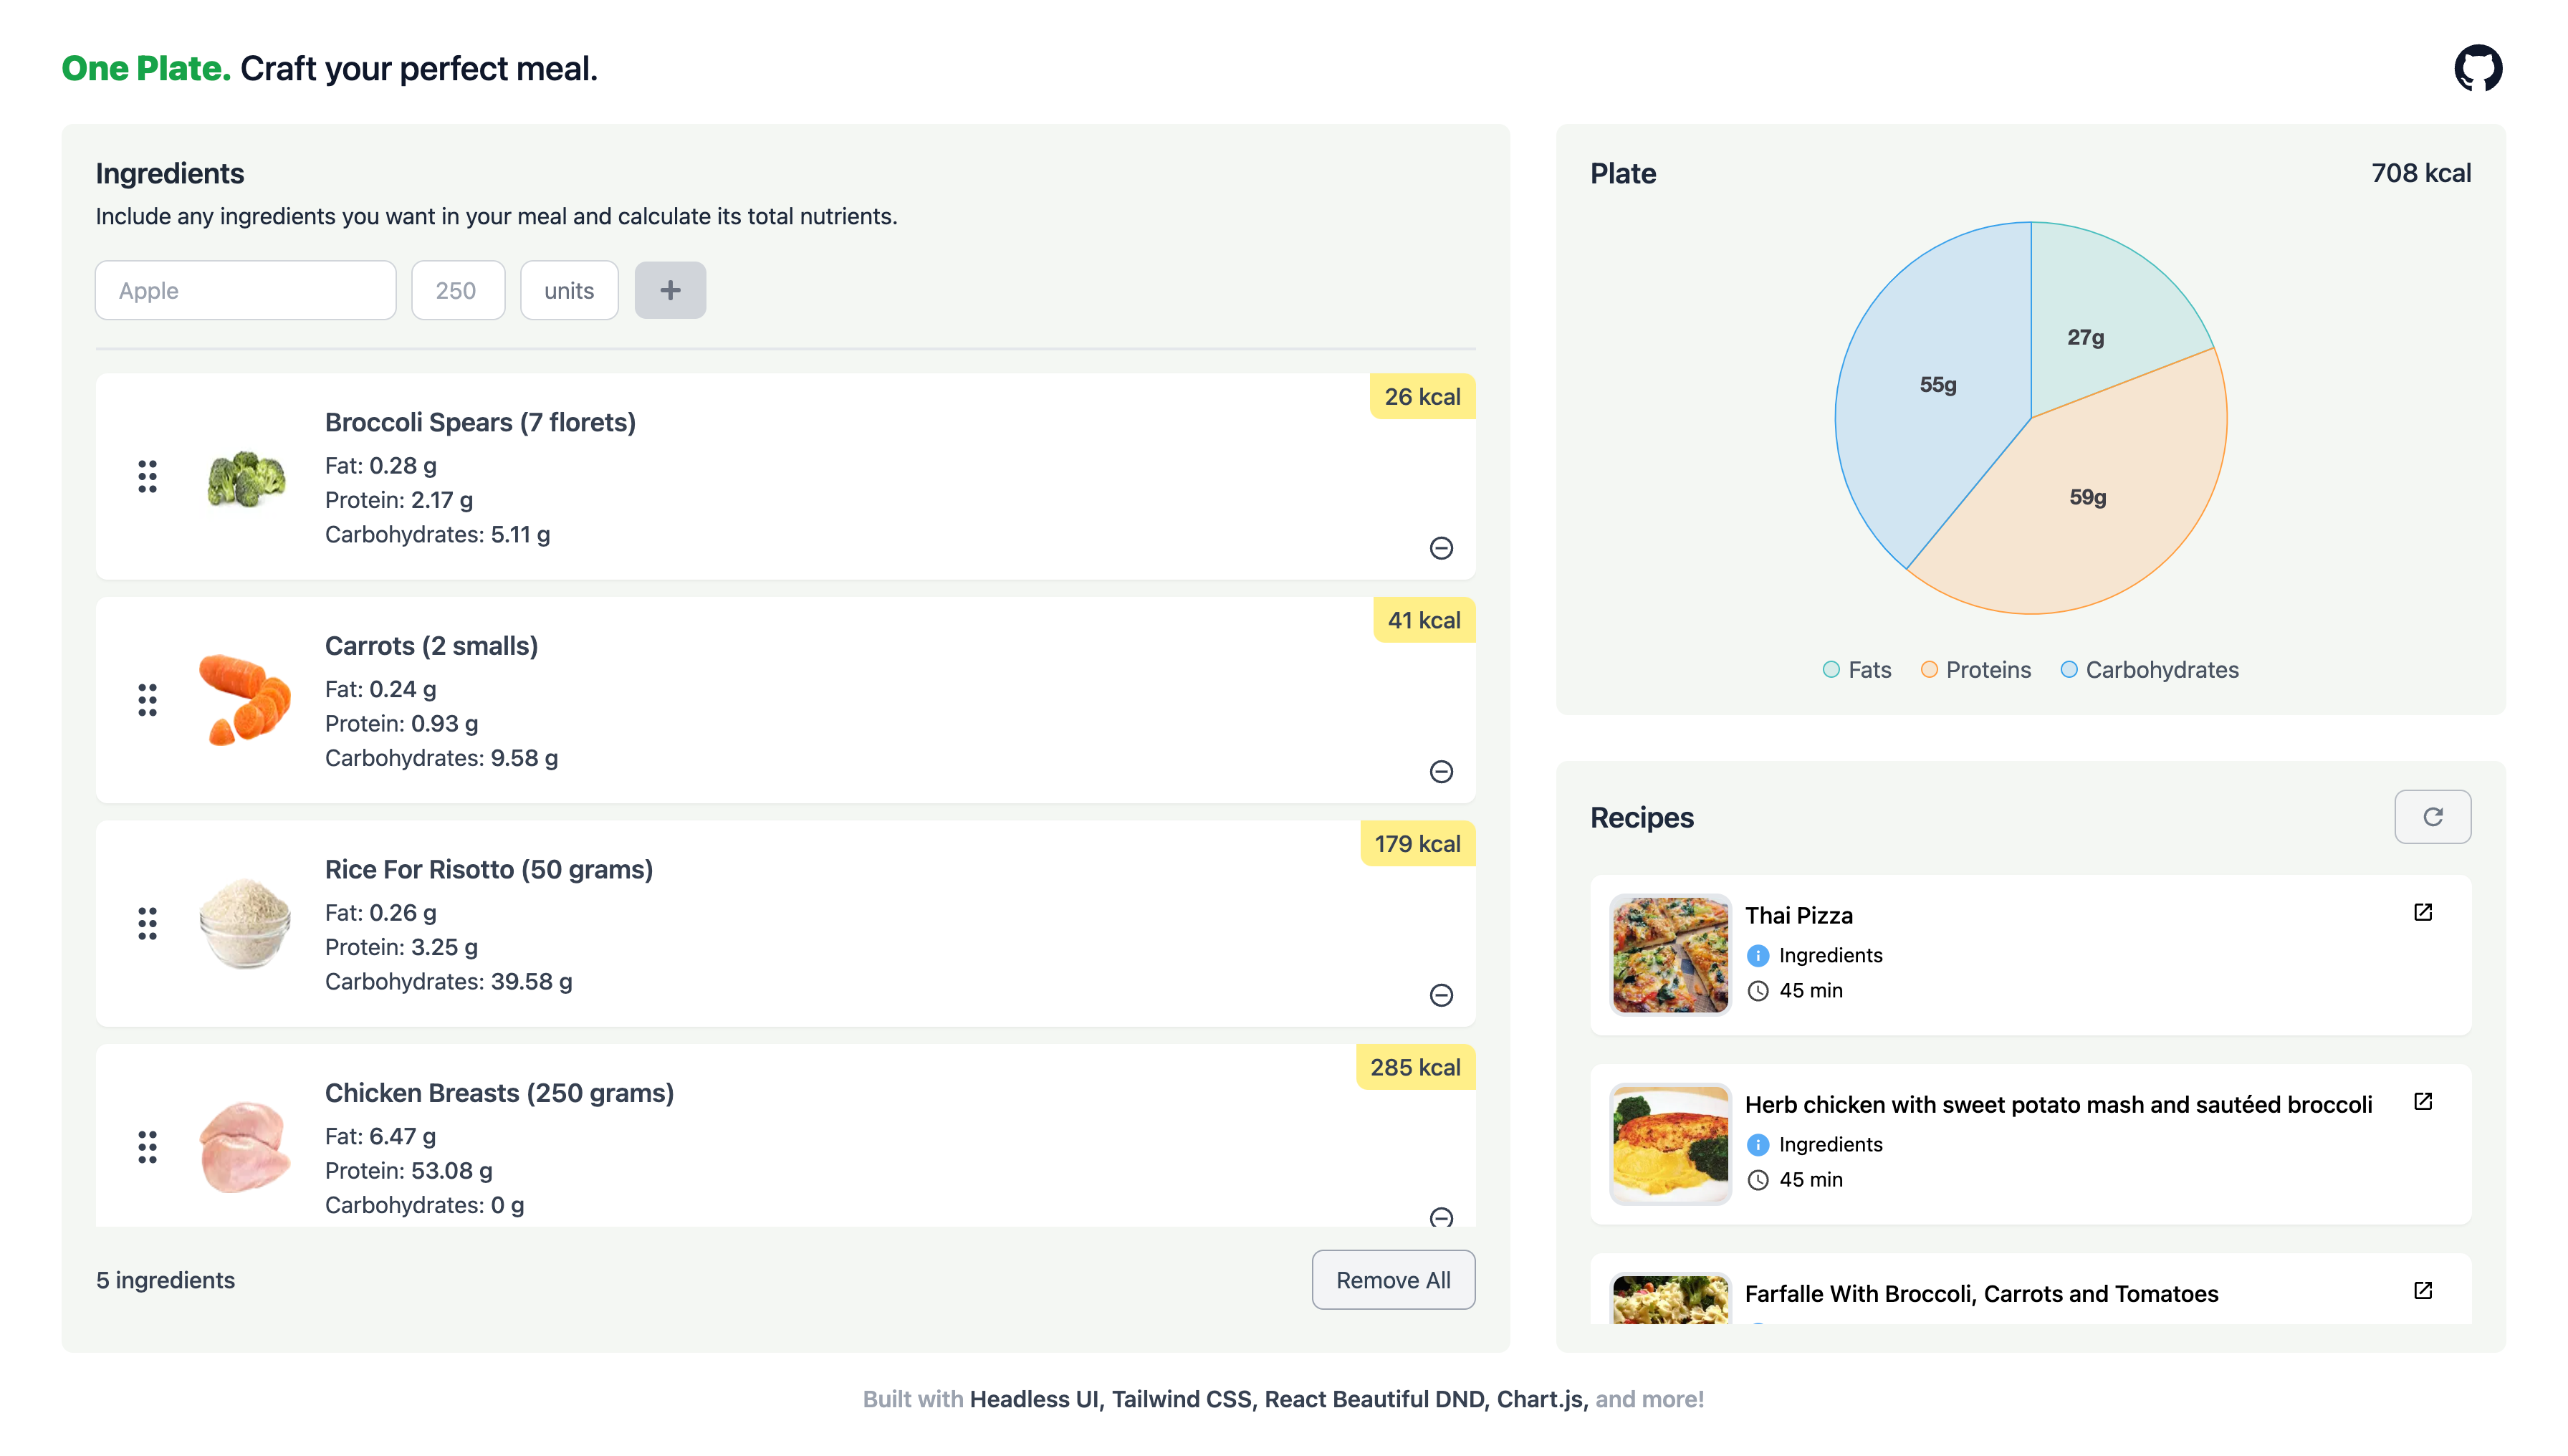 One Plate. Craft your perfect meal.
Ingredients
Include any ingredients you want in your meal and calculate its total nutrients.
Apple
250
units
+
26 kcal
Broccoli Spears (7 florets)
Fat: 0.28 g
Protein: 2.17 g
Carbohydrates: 5.11 g
41 kcal
Carrots (2 smalls)
Fat: 0.24 g
Protein: 0.93 g
Carbohydrates: 9.58 g
179 kcal
Rice For Risotto (50 grams)
Fat: 0.26 g
Protein: 3.25 g
Carbohydrates: 39.58 g
285 kcal
Chicken Breasts (250 grams)
Fat: 6.47 g
Protein: 53.08 g
Carbohydrates: 0 g
5 ingredients
Remove All
Plate
708 kcal
27g
55g
59g
Fats
Proteins
Carbohydrates
Recipes
Thai Pizza
Ingredients
45 min
Herb chicken with sweet potato mash and sautéed broccoli
Ingredients
45 min
Farfalle With Broccoli, Carrots and Tomatoes
Built with Headless UI, Tailwind CSS, React Beautiful DND, Chart.js, and more!